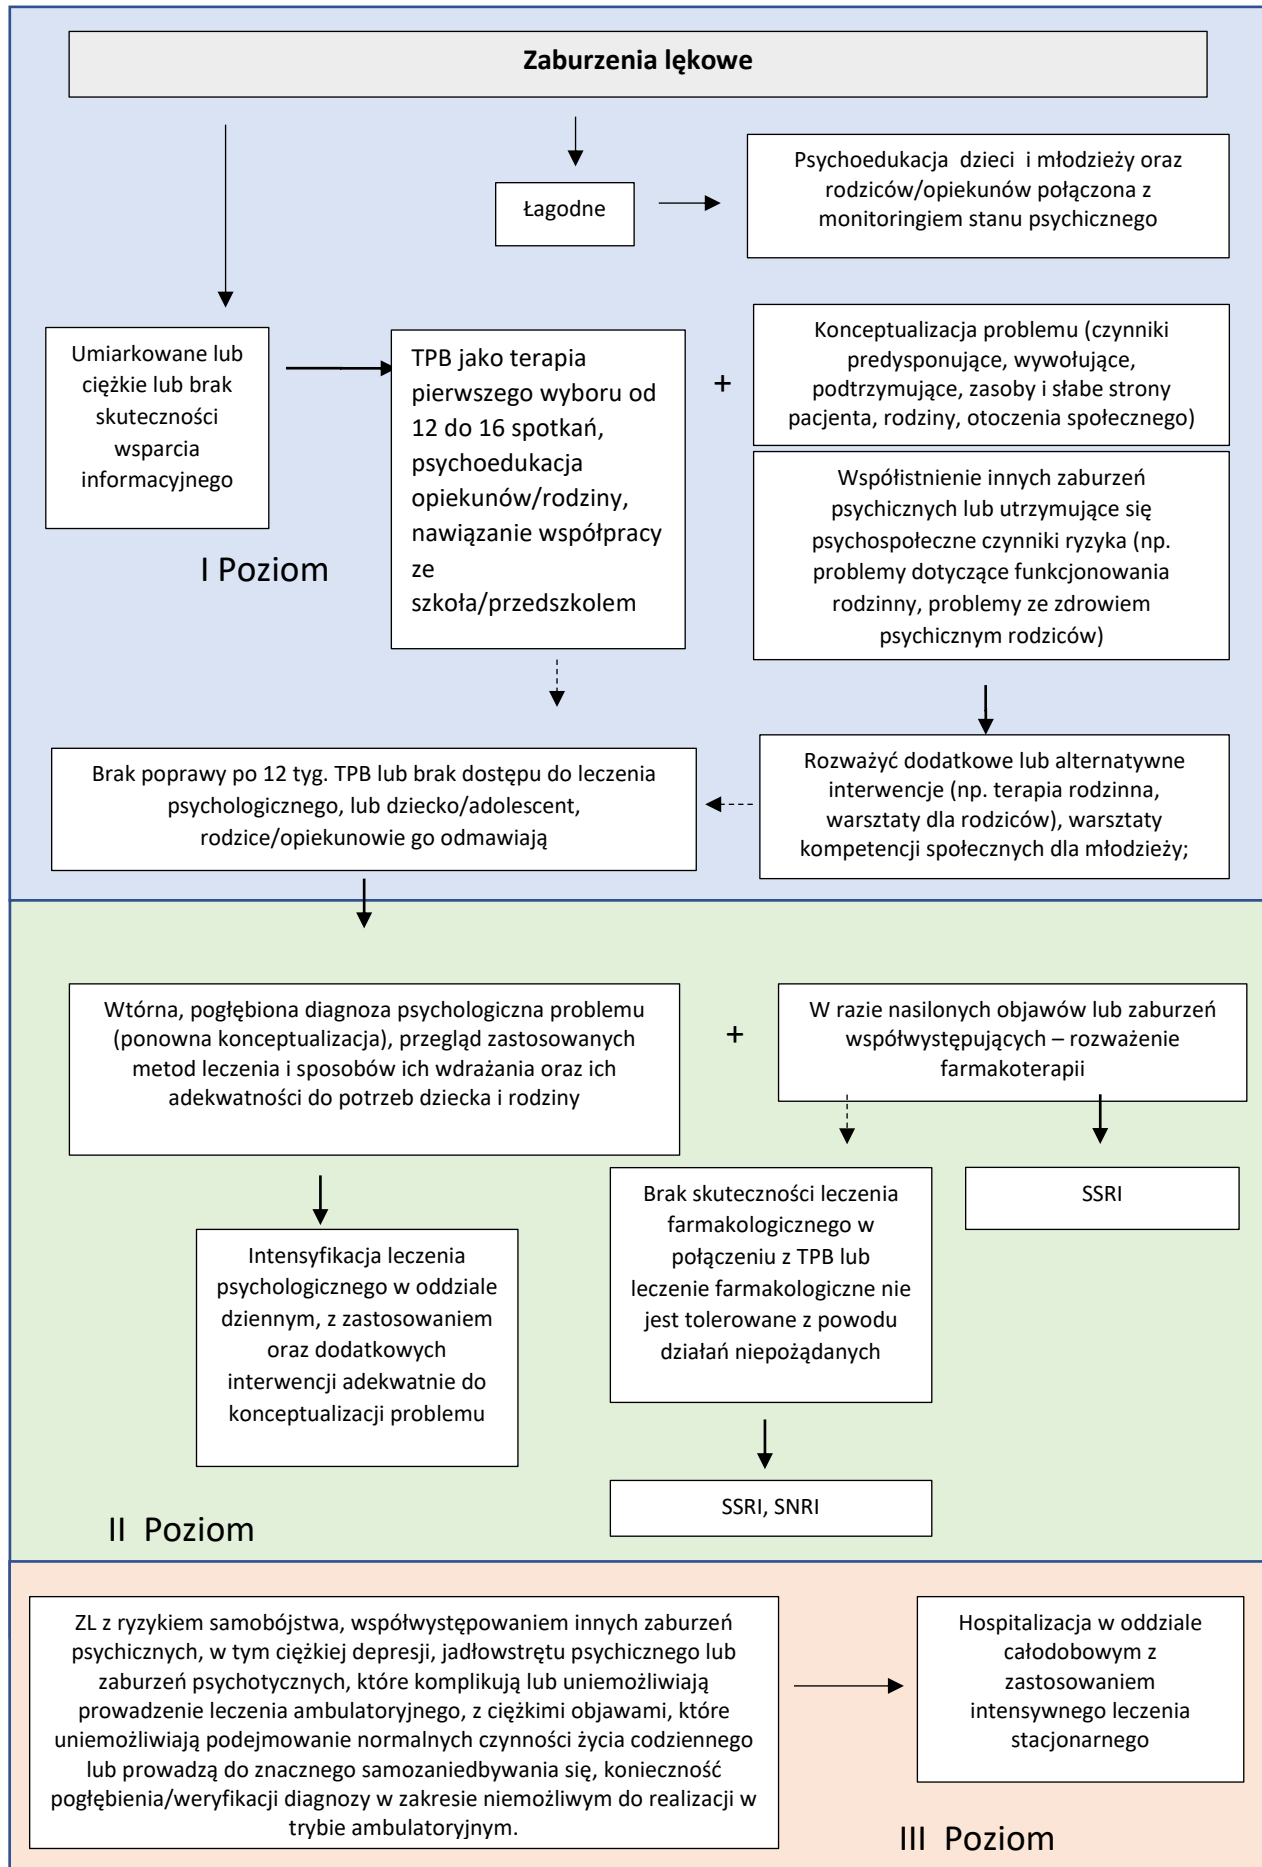 Zaburzenia lękowe
Łagodne
Psychoedukacja dzieci i młodzieży oraz
rodziców/opiekunów połączona z
monitoringiem stanu psychicznego
Umiarkowane lub
ciężkie lub brak
skuteczności
wsparcia
informacyjnego
TPB jako terapia
pierwszego wyboru od
12 do 16 spotkań,
psychoedukacja
opiekunów/rodziny,
nawiązanie współpracy
ze
szkoła/przedszkolem
+
Konceptualizacja problemu (czynniki
predysponujące, wywołujące,
podtrzymujące, zasoby i słabe strony
pacjenta, rodziny, otoczenia społecznego)
Współistnienie innych zaburzeń
psychicznych lub utrzymujące się
psychospołeczne czynniki ryzyka (np.
problemy dotyczące funkcjonowania
rodzinny, problemy ze zdrowiem
psychicznym rodziców)
I Poziom
Brak poprawy po 12 tyg. TPB lub brak dostępu do leczenia
psychologicznego, lub dziecko/adolescent,
rodzice/opiekunowie go odmawiają
Rozważyć dodatkowe lub alternatywne
interwencje (np. terapia rodzinna,
warsztaty dla rodziców), warsztaty
kompetencji społecznych dla młodzieży;
Wtórna, pogłębiona diagnoza psychologiczna problemu
(ponowna konceptualizacja), przegląd zastosowanych
metod leczenia i sposobów ich wdrażania oraz ich
adekwatności do potrzeb dziecka i rodziny
+
W razie nasilonych objawów lub zaburzeń
współwystępujących – rozważenie
farmakoterapii
Intensyfikacja leczenia
psychologicznego w oddziale
dziennym, z zastosowaniem
oraz dodatkowych
interwencji adekwatnie do
konceptualizacji problemu
Brak skuteczności leczenia
farmakologicznego w
połączeniu z TPB lub
leczenie farmakologiczne nie
jest tolerowane z powodu
działań niepożądanych
SSRI
SSRI, SNRI
II Poziom
ZL z ryzykiem samobójstwa, współwystępowaniem innych zaburzeń
psychicznych, w tym ciężkiej depresji, jadłowstrętu psychicznego lub
zaburzeń psychotycznych, które komplikują lub uniemożliwiają
prowadzenie leczenia ambulatoryjnego, z ciężkimi objawami, które
uniemożliwiają podejmowanie normalnych czynności życia codziennego
lub prowadzą do znacznego samozaniedbywania się, konieczność
pogłębienia/weryfikacji diagnozy w zakresie niemożliwym do realizacji w
trybie ambulatoryjnym.
Hospitalizacja w oddziale
całodobowym z
zastosowaniem
intensywnego leczenia
stacjonarnego
III Poziom